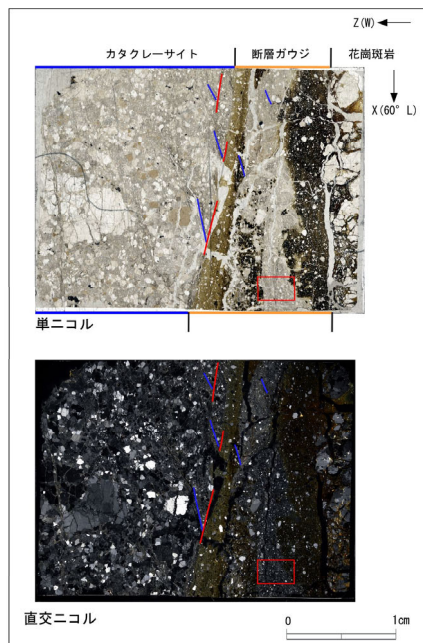 Z(W)
カタクレーサイト 断層ガウジ 花崗斑岩
X(60° L)
単ニコル
直交ニコル
0 1cm